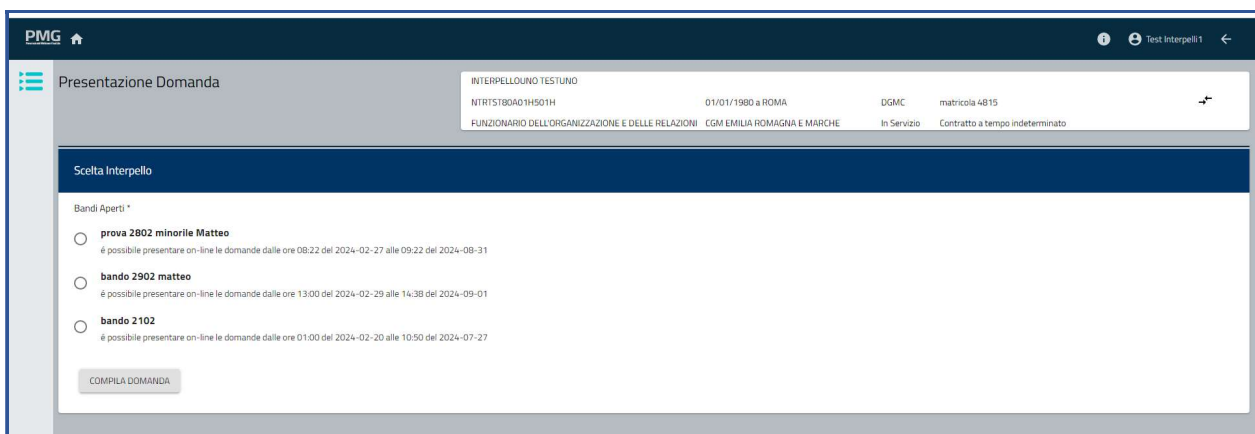 PMG
Test Interpelli1
Presentazione Domanda
INTERPELLOUNO TESTUNO
NTRTST80A01H501H 01/01/1980 a ROMA DGMC matricola 4815
FUNZIONARIO DELL'ORGANIZZAZIONE E DELLE RELAZIONI CGM EMILIA ROMAGNA E MARCHE In Servizio Contratto a tempo indeterminato
Scelta Interpello
Bandi Aperti *
prova 2802 minorile Matteo
é possibile presentare on-line le domande dalle ore 08:22 del 2024-02-27 alle 09:22 del 2024-08-31
bando 2902 matteo
é possibile presentare on-line le domande dalle ore 13:00 del 2024-02-29 alle 14:38 del 2024-09-01
bando 2102
é possibile presentare on-line le domande dalle ore 01:00 del 2024-02-20 alle 10:50 del 2024-07-27
COMPILA DOMANDA